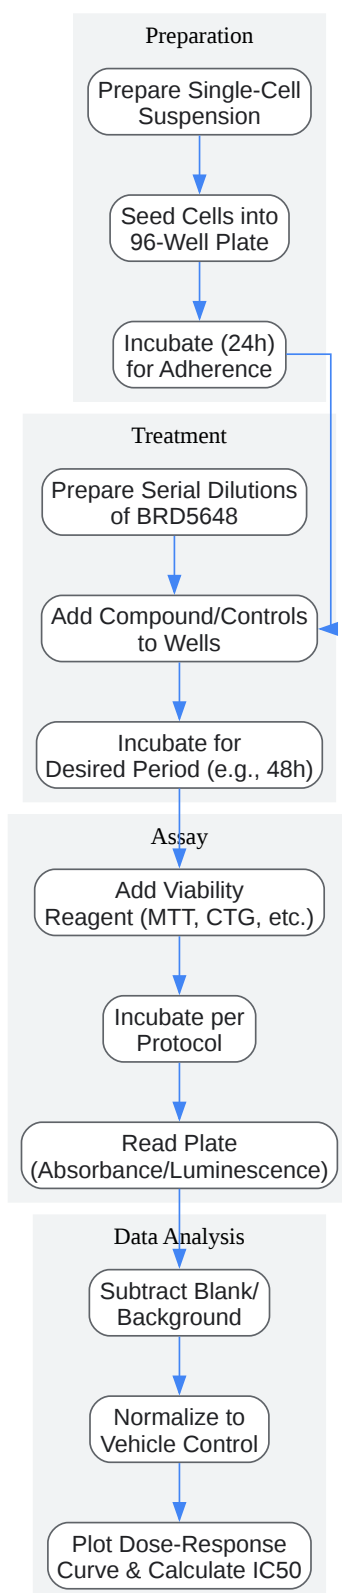 Preparation
Prepare Single-Cell
Suspension
Seed Cells into
96-Well Plate
Incubate (24h)
for Adherence
Treatment
Prepare Serial Dilutions
of BRD5648
Add Compound/Controls
to Wells
Incubate for
Desired Period (e.g., 48h)
Assay
Add Viability
Reagent (MTT, CTG, etc.)
Incubate per
Protocol
Read Plate
(Absorbance/Luminescence)
Data Analysis
Subtract Blank/
Background
Normalize to
Vehicle Control
Plot Dose-Response
Curve & Calculate IC50